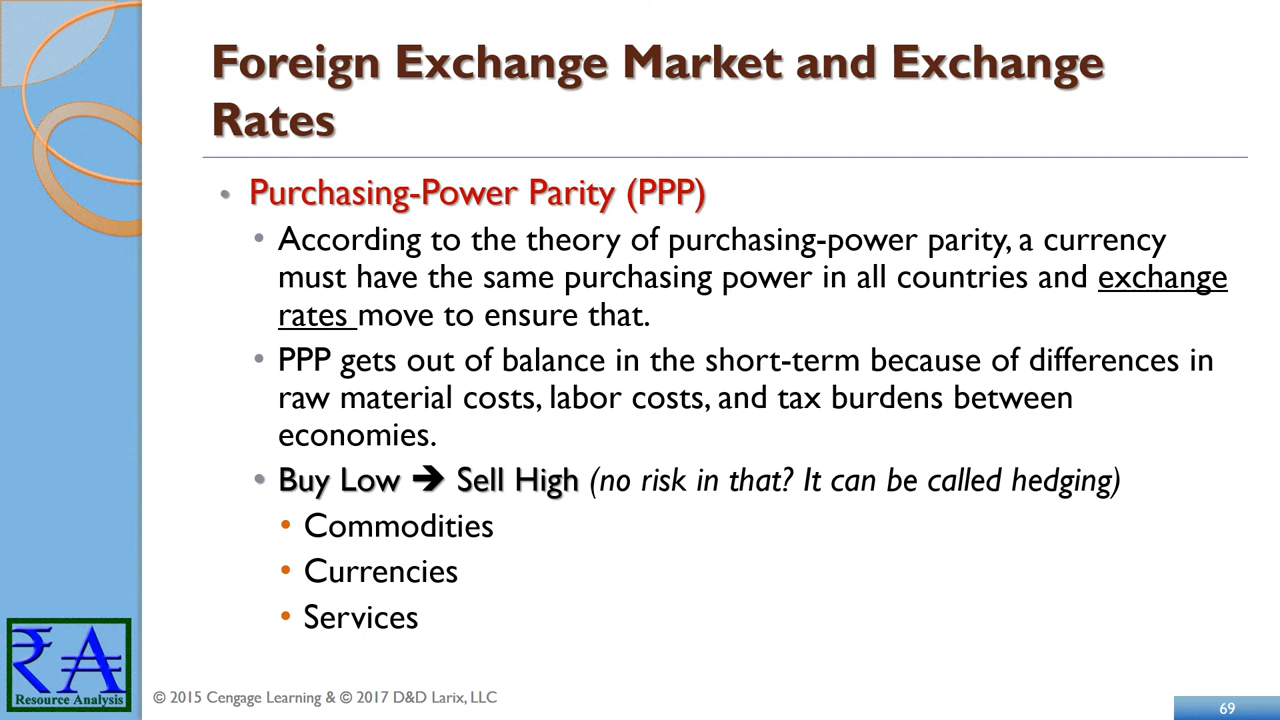 Foreign Exchange Market and Exchange
Rates
• Purchasing-Power Parity (PPP)
• According to the theory of purchasing-power parity, a currency
must have the same purchasing power in all countries and exchange
rates move to ensure that.
• PPP gets out of balance in the short-term because of differences in
raw material costs, labor costs, and tax burdens between
economies.
• Buy Low ➔ Sell High (no risk in that? It can be called hedging)
• Commodities
• Currencies
• Services
₹ A
Resource Analysis
© 2015 Cengage Learning & © 2017 D&D Larix, LLC
69